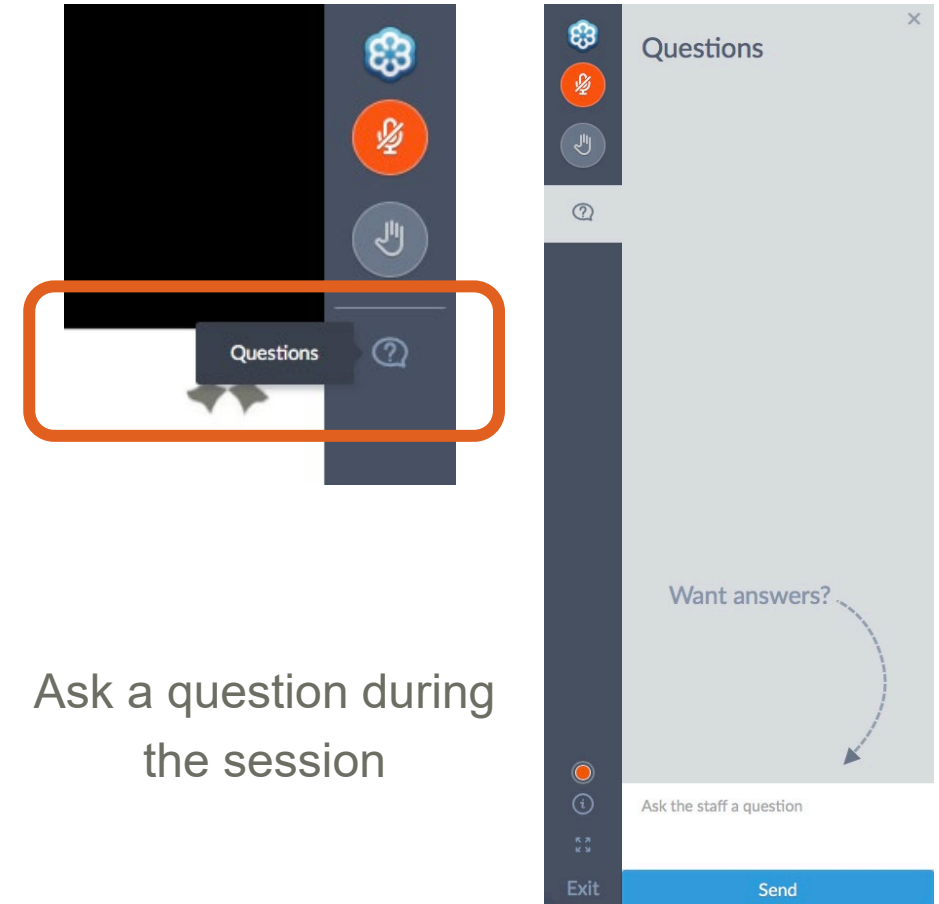 Questions
Ask a question during
the session
Questions
Want answers?
Ask the staff a question
Exit
Send